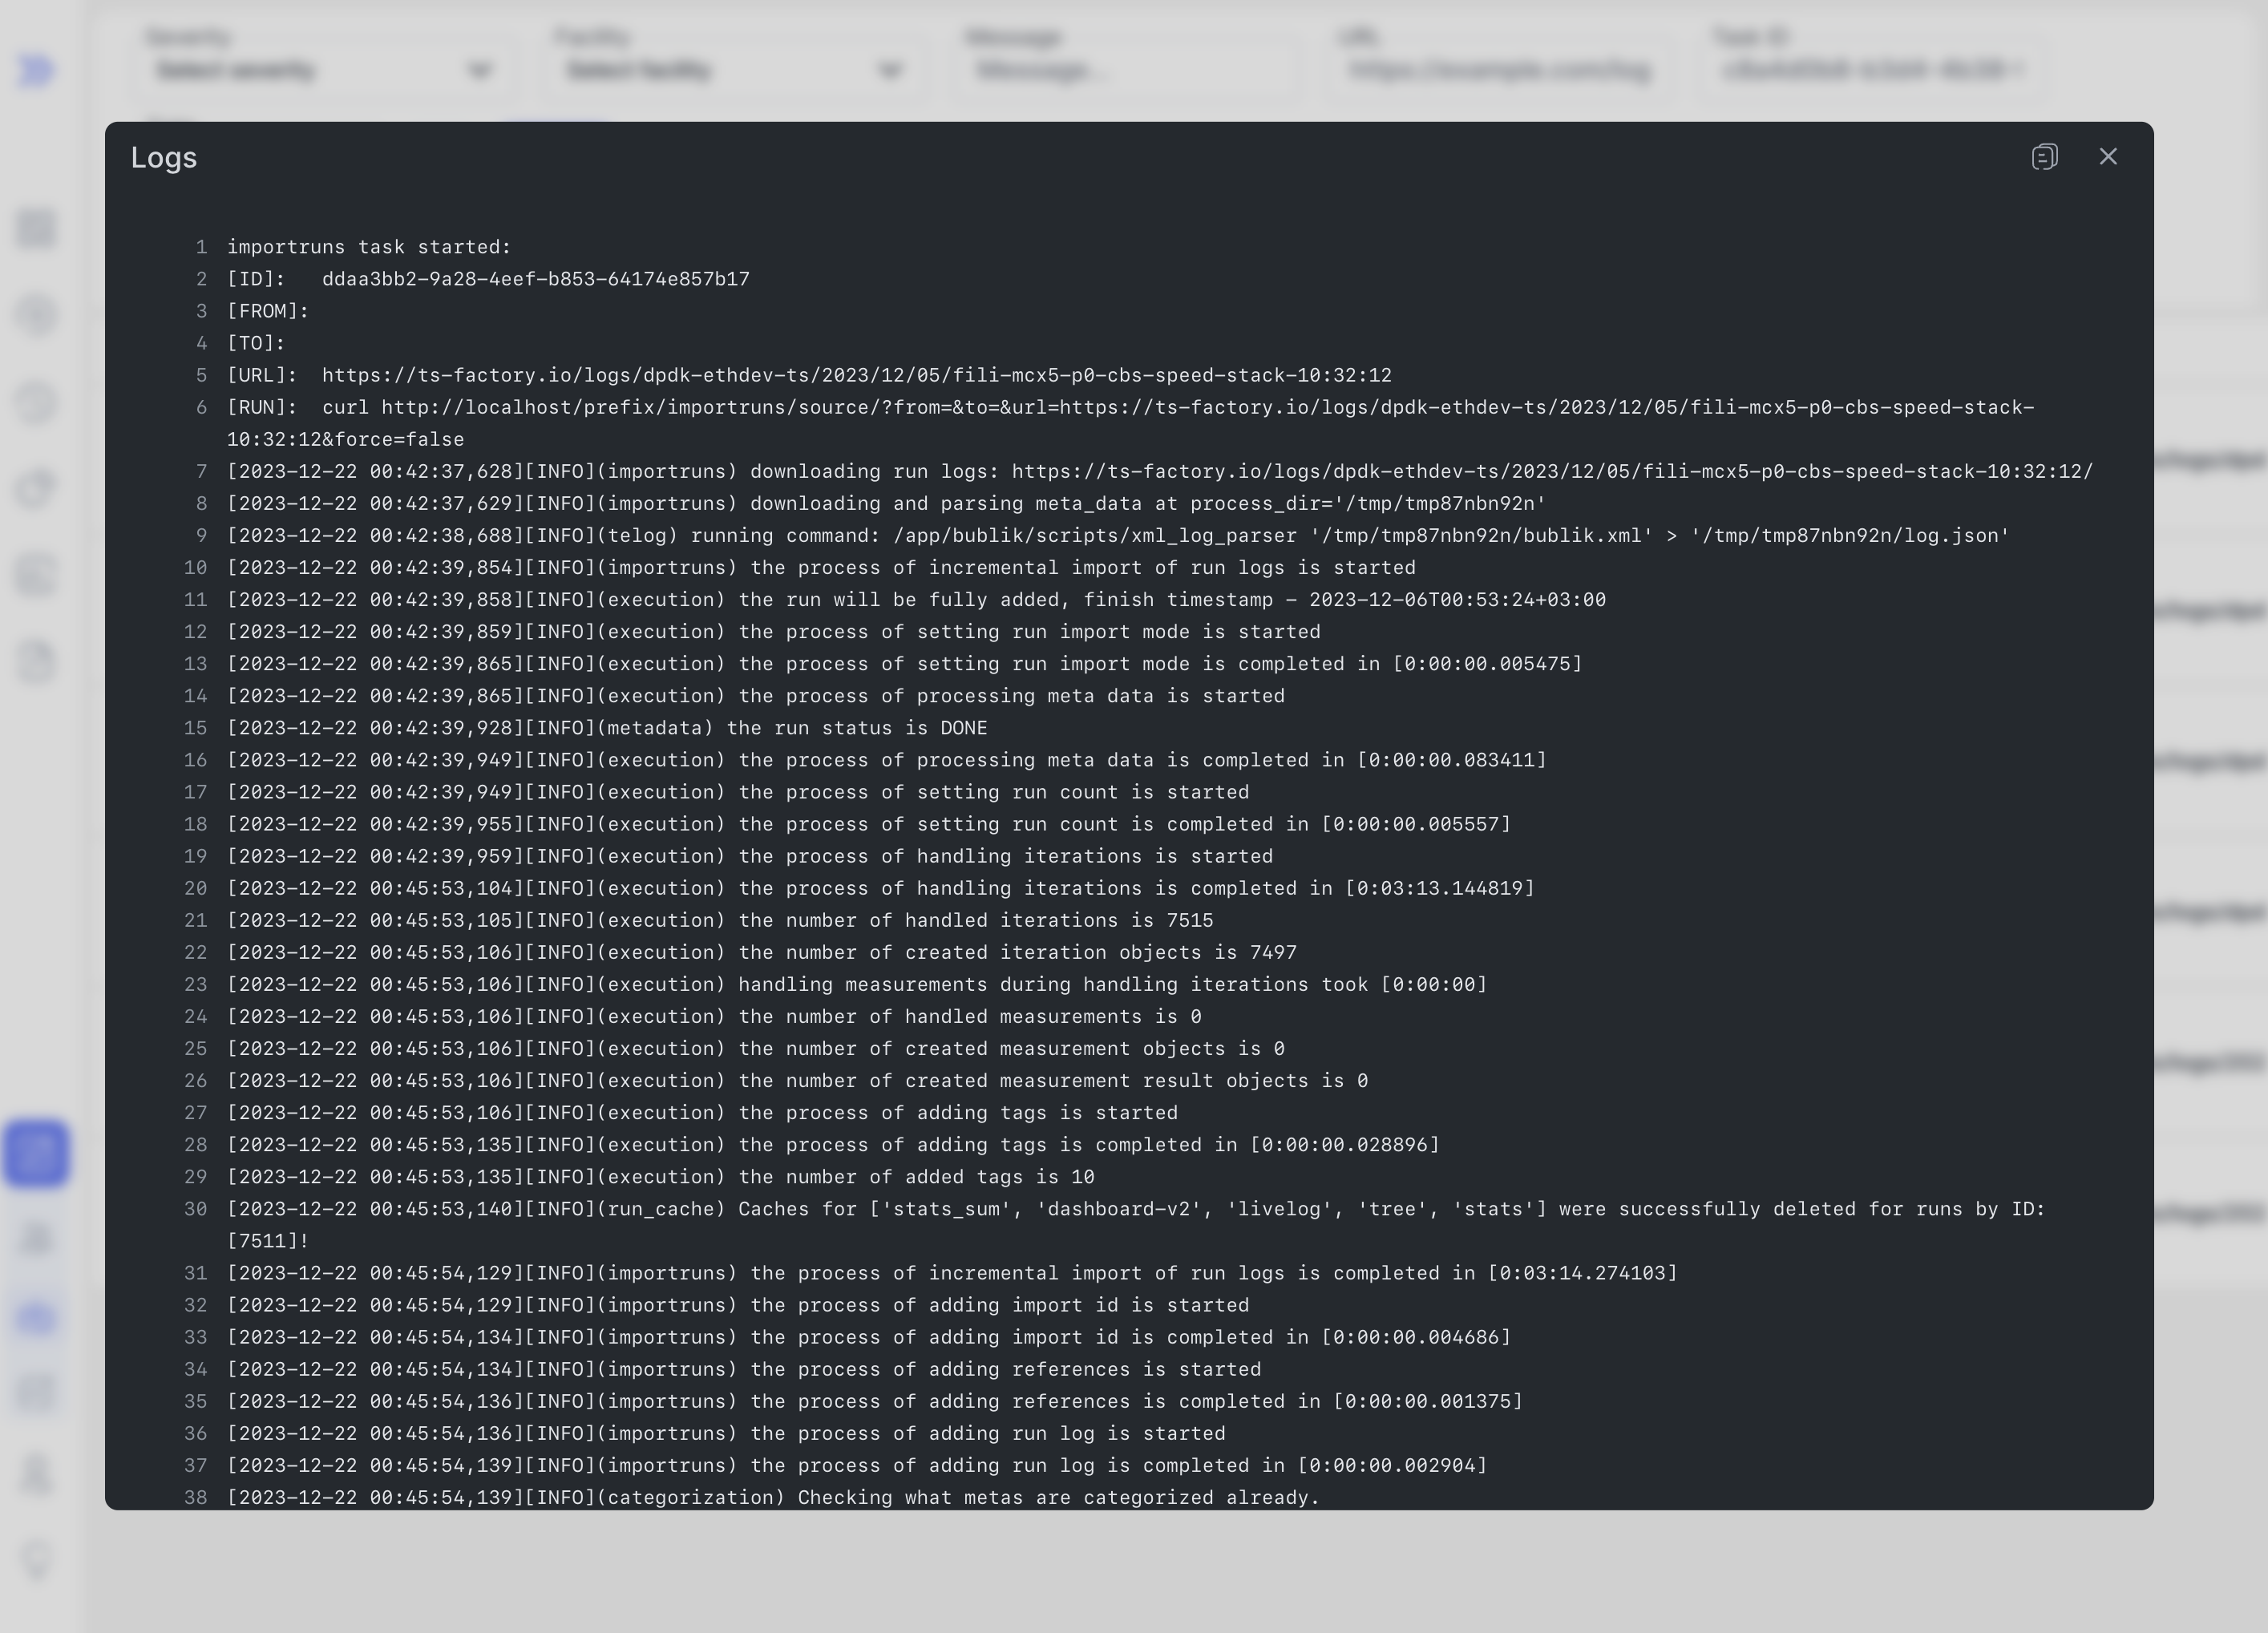 Severity
Facility
Message
URL
Task ID
Select severity
Select facility
Message...
https://example.com/log
Logs
1 importruns task started:
2 [ID]:   ddaa3bb2-9a28-4eef-b853-64174e857b17
3 [FROM]:
4 [TO]:
5 [URL]:  https://ts-factory.io/logs/dpdk-ethdev-ts/2023/12/05/fili-mcx5-p0-cbs-speed-stack-10:32:12
6 [RUN]:  curl http://localhost/prefix/importruns/source/?from=&to=&url=https://ts-factory.io/logs/dpdk-ethdev-ts/2023/12/05/fili-mcx5-p0-cbs-speed-stack-
10:32:12&force=false
7 [2023-12-22 00:42:37,628][INFO](importruns) downloading run logs: https://ts-factory.io/logs/dpdk-ethdev-ts/2023/12/05/fili-mcx5-p0-cbs-speed-stack-10:32:12/
8 [2023-12-22 00:42:37,629][INFO](importruns) downloading and parsing meta_data at process_dir='/tmp/tmp87nbn92n'
9 [2023-12-22 00:42:38,688][INFO](telog) running command: /app/bublik/scripts/xml_log_parser '/tmp/tmp87nbn92n/bublik.xml' > '/tmp/tmp87nbn92n/log.json'
10 [2023-12-22 00:42:39,854][INFO](importruns) the process of incremental import of run logs is started
11 [2023-12-22 00:42:39,858][INFO](execution) the run will be fully added, finish timestamp - 2023-12-06T00:53:24+03:00
12 [2023-12-22 00:42:39,859][INFO](execution) the process of setting run import mode is started
13 [2023-12-22 00:42:39,865][INFO](execution) the process of setting run import mode is completed in [0:00:00.005475]
14 [2023-12-22 00:42:39,865][INFO](execution) the process of processing meta data is started
15 [2023-12-22 00:42:39,928][INFO](metadata) the run status is DONE
16 [2023-12-22 00:42:39,949][INFO](execution) the process of processing meta data is completed in [0:00:00.083411]
17 [2023-12-22 00:42:39,949][INFO](execution) the process of setting run count is started
18 [2023-12-22 00:42:39,955][INFO](execution) the process of setting run count is completed in [0:00:00.005557]
19 [2023-12-22 00:42:39,959][INFO](execution) the process of handling iterations is started
20 [2023-12-22 00:45:53,104][INFO](execution) the process of handling iterations is completed in [0:03:13.144819]
21 [2023-12-22 00:45:53,105][INFO](execution) the number of handled iterations is 7515
22 [2023-12-22 00:45:53,106][INFO](execution) the number of created iteration objects is 7497
23 [2023-12-22 00:45:53,106][INFO](execution) handling measurements during handling iterations took [0:00:00]
24 [2023-12-22 00:45:53,106][INFO](execution) the number of handled measurements is 0
25 [2023-12-22 00:45:53,106][INFO](execution) the number of created measurement objects is 0
26 [2023-12-22 00:45:53,106][INFO](execution) the number of created measurement result objects is 0
27 [2023-12-22 00:45:53,106][INFO](execution) the process of adding tags is started
28 [2023-12-22 00:45:53,135][INFO](execution) the process of adding tags is completed in [0:00:00.028896]
29 [2023-12-22 00:45:53,135][INFO](execution) the number of added tags is 10
30 [2023-12-22 00:45:53,140][INFO](run_cache) Caches for ['stats_sum', 'dashboard-v2', 'livelog', 'tree', 'stats'] were successfully deleted for runs by ID:
[7511]!
31 [2023-12-22 00:45:54,129][INFO](importruns) the process of incremental import of run logs is completed in [0:03:14.274103]
32 [2023-12-22 00:45:54,129][INFO](importruns) the process of adding import id is started
33 [2023-12-22 00:45:54,134][INFO](importruns) the process of adding import id is completed in [0:00:00.004686]
34 [2023-12-22 00:45:54,134][INFO](importruns) the process of adding references is started
35 [2023-12-22 00:45:54,136][INFO](importruns) the process of adding references is completed in [0:00:00.001375]
36 [2023-12-22 00:45:54,136][INFO](importruns) the process of adding run log is started
37 [2023-12-22 00:45:54,139][INFO](importruns) the process of adding run log is completed in [0:00:00.002904]
38 [2023-12-22 00:45:54,139][INFO](categorization) Checking what metas are categorized already.